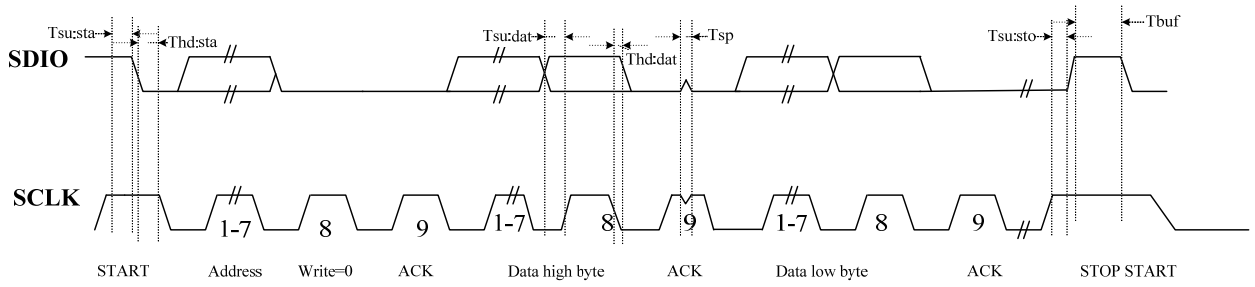 Tsu:sta
Thd:sta
Tsu:dat
Thd:dat
Tsp
Tsu:sto
Tbuf
SDIO
SCLK
1-7 8 9 1-7 8 9 1-7 8 9
START Address Write=0 ACK Data high byte ACK Data low byte ACK STOP START